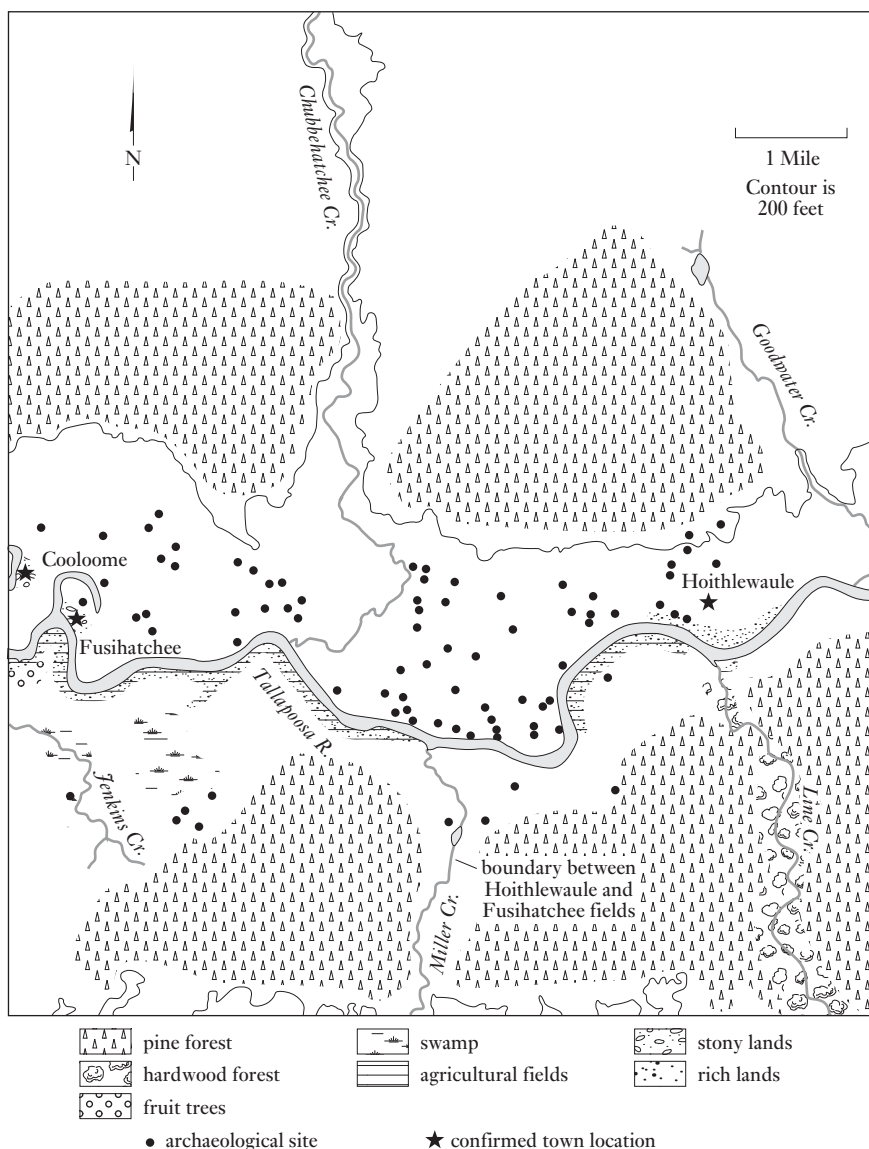 Chubbehatchee Cr.
N
1 Mile
Contour is
200 feet
Goodwater Cr.
Cooloome
Hoithlewaule
Fusihatchee
Tallapoosa R.
Jenkins Cr.
Lime Cr.
boundary between
Hoithlewaule and
Fusihatchee fields
Miller Cr.
pine forest
swamp
stony lands
hardwood forest
agricultural fields
rich lands
fruit trees
archaeological site
confirmed town location